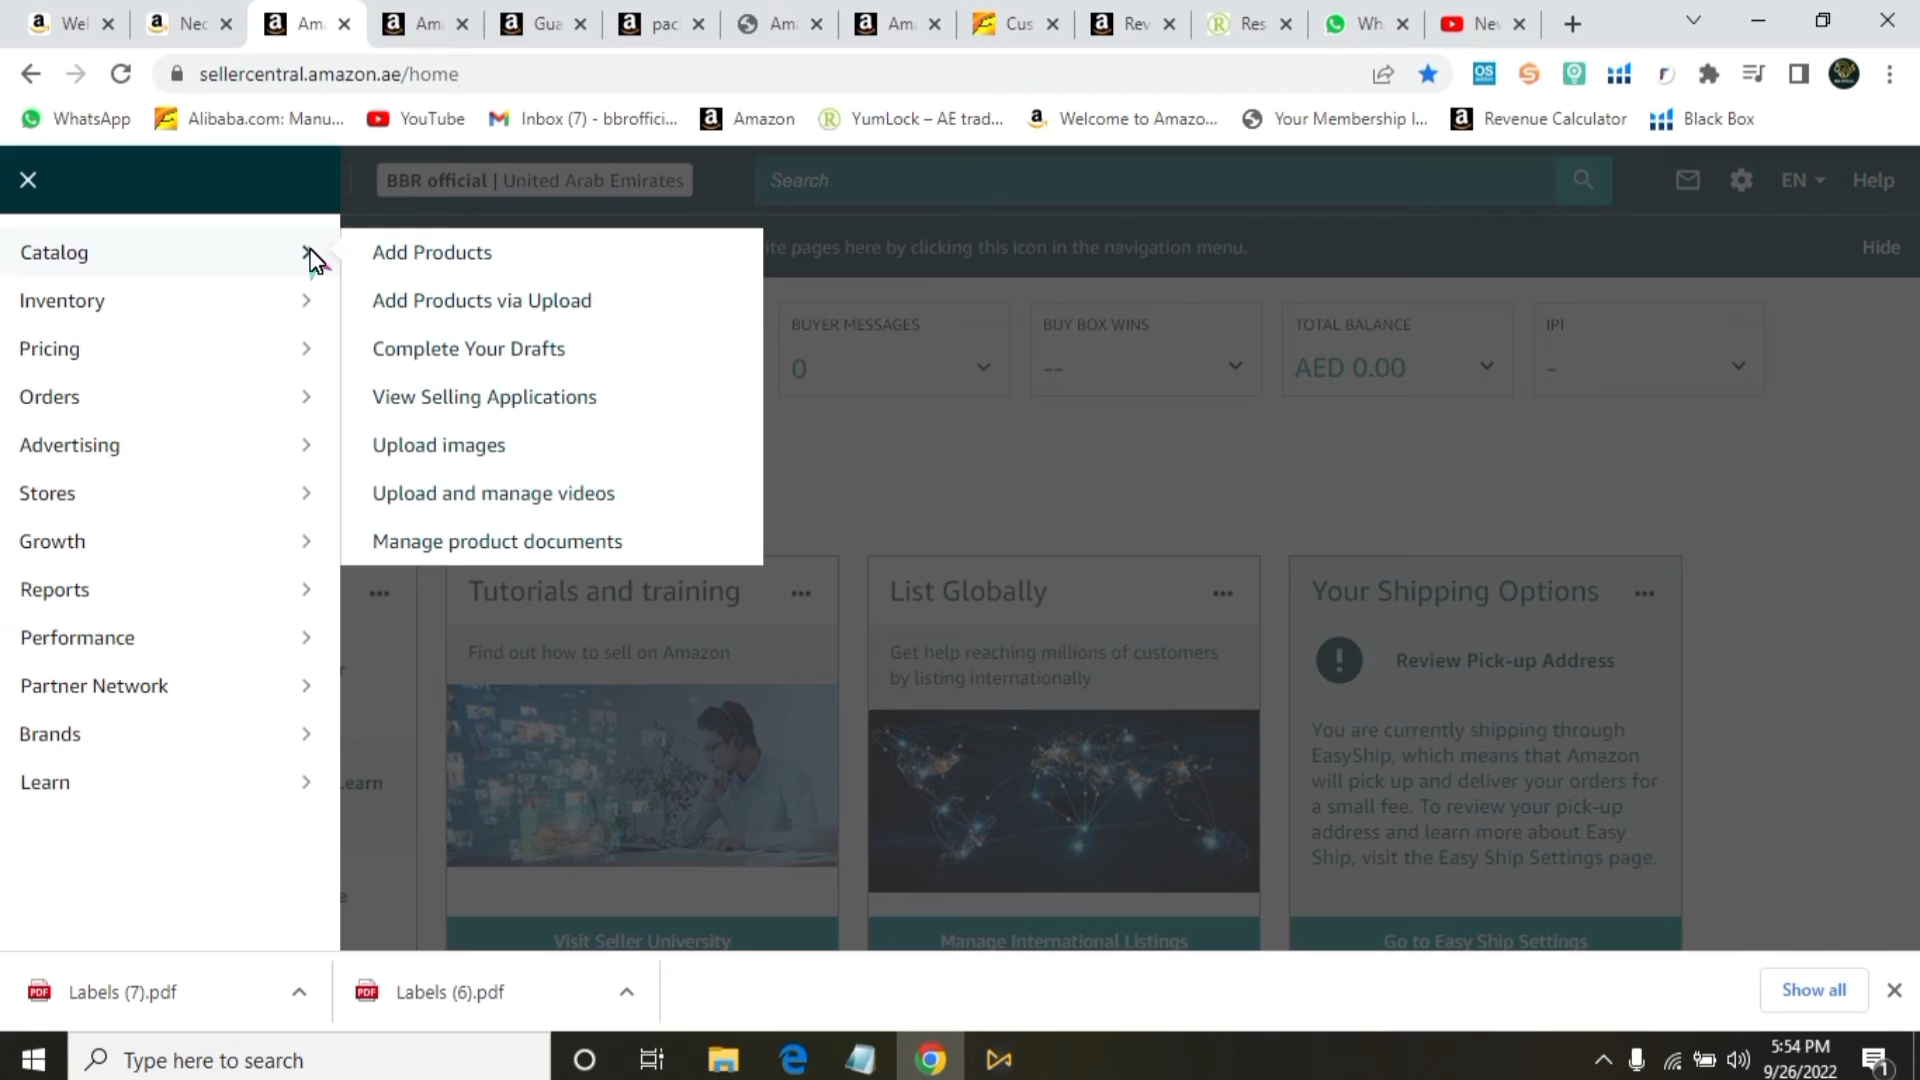 Wel
Nec
Am
Am
Gua
pac
Am
Am
Cus
Rev
Res
Wh
Nev
sellercentral.amazon.ae/home
WhatsApp
Alibaba.com: Manu...
YouTube
Inbox (7) - bbroffici...
Amazon
YumLock – AE trad...
Welcome to Amazo...
Your Membership I...
Revenue Calculator
Black Box
BBR official | United Arab Emirates
Search
EN
Help
Catalog
Inventory
Pricing
Orders
Advertising
Stores
Growth
Reports
Performance
Partner Network
Brands
Learn
Add Products
Add Products via Upload
Complete Your Drafts
View Selling Applications
Upload images
Upload and manage videos
Manage product documents
ite pages here by clicking this icon in the navigation menu.
Hide
BUYER MESSAGES
0
BUY BOX WINS
--
TOTAL BALANCE
AED 0.00
IPI
-
Learn
Tutorials and training
Find out how to sell on Amazon
Visit Seller University
List Globally
Get help reaching millions of customers
by listing internationally
Manage International Listings
Your Shipping Options
Review Pick-up Address
You are currently shipping through
EasyShip, which means that Amazon
will pick up and deliver your orders for
a small fee. To review your pick-up
address and learn more about Easy
Ship, visit the Easy Ship Settings page.
Go to Easy Ship Settings
PDF
Labels (7).pdf
PDF
Labels (6).pdf
Show all
Type here to search
5:54 PM
9/26/2022
1